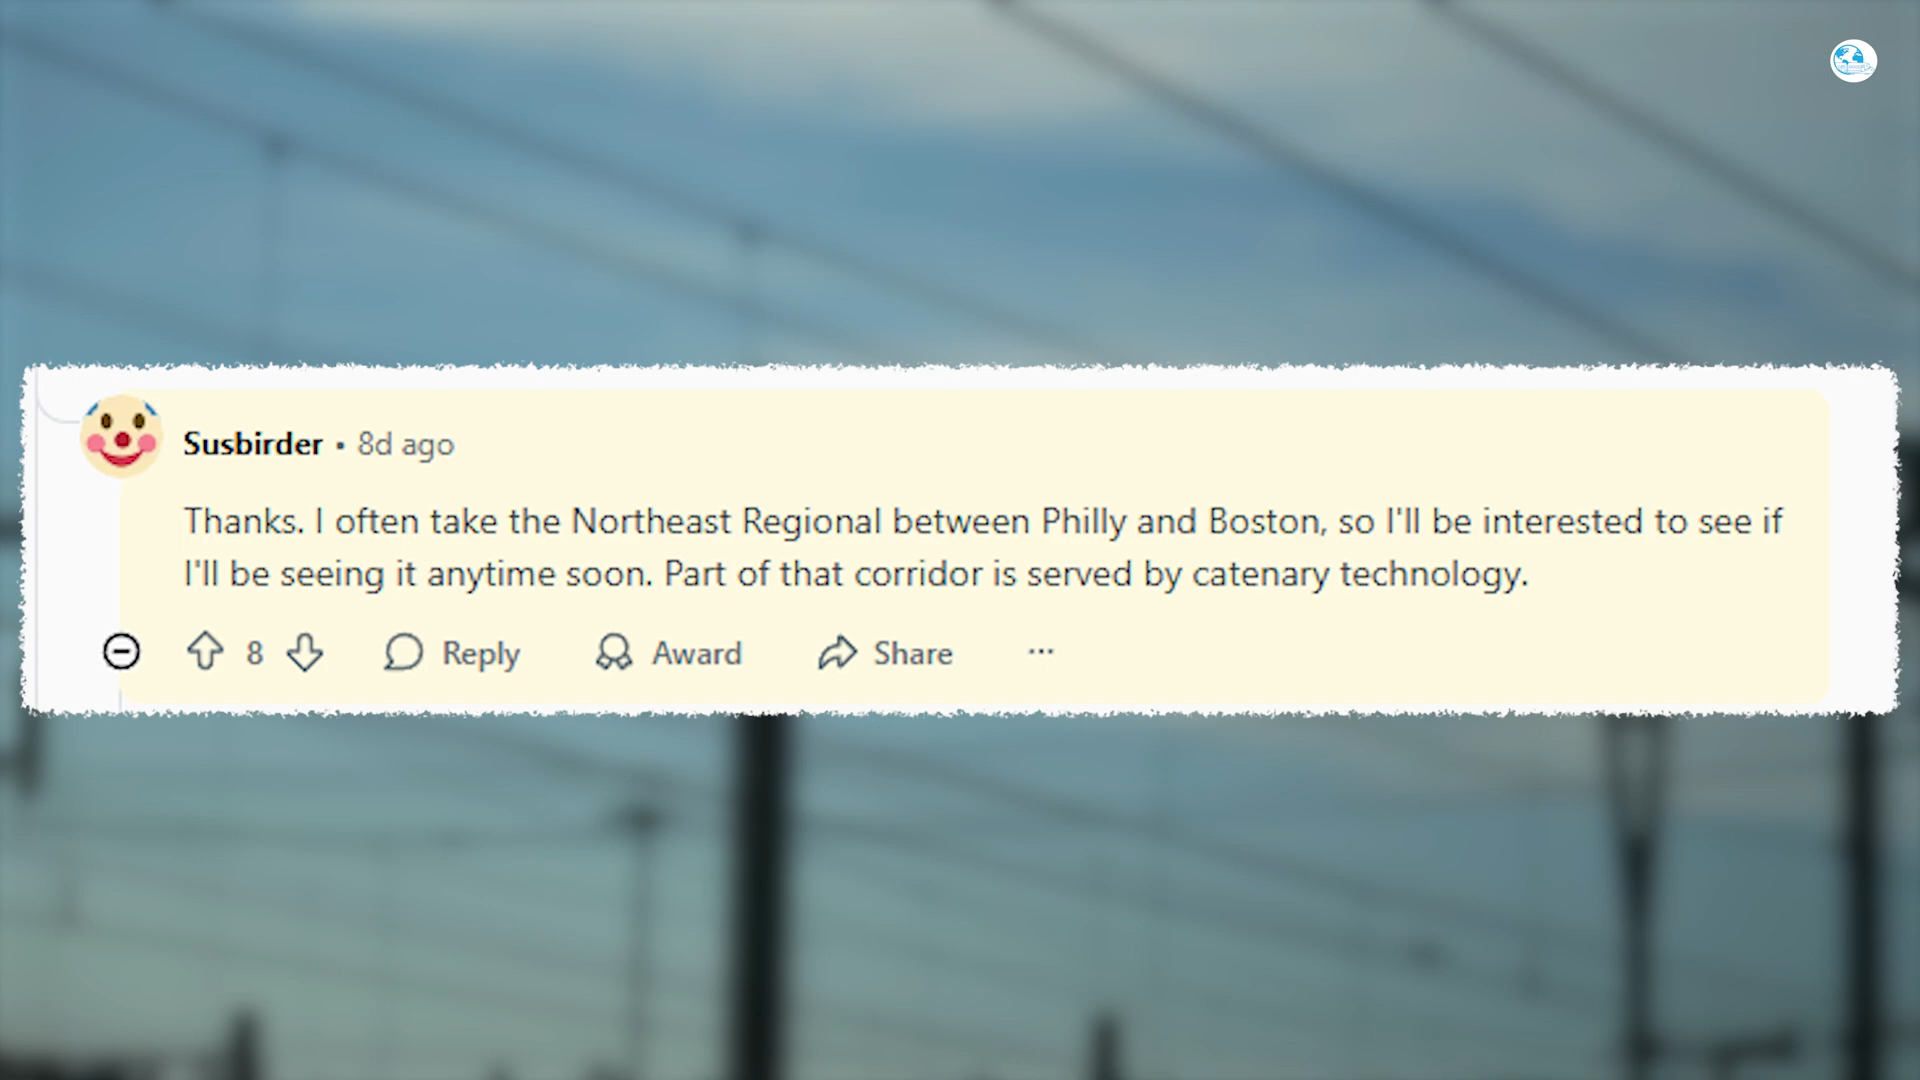 Susbirder • 8d ago
Thanks. I often take the Northeast Regional between Philly and Boston, so I'll be interested to see if
I'll be seeing it anytime soon. Part of that corridor is served by catenary technology.
8 Reply Award Share ...